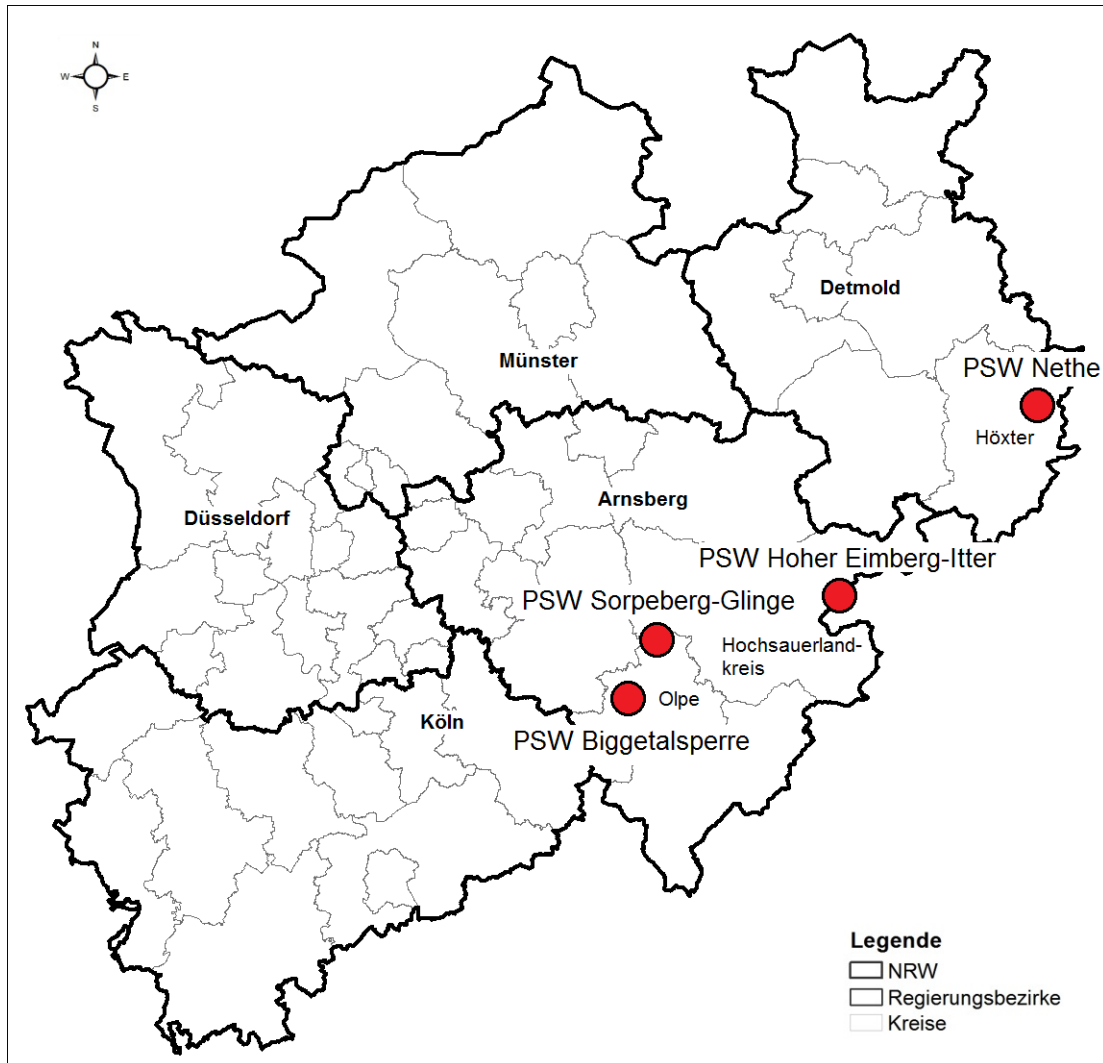 N
W E
S
Detmold
Münster
PSW Nethe
Höxter
Arnsberg
Düsseldorf
PSW Hoher Eimberg-Itter
PSW Sorpeberg-Glinge
Hochsauerland-
kreis
Olpe
Köln
PSW Biggetalsperre
Legende
NRW
Regierungsbezirke
Kreise